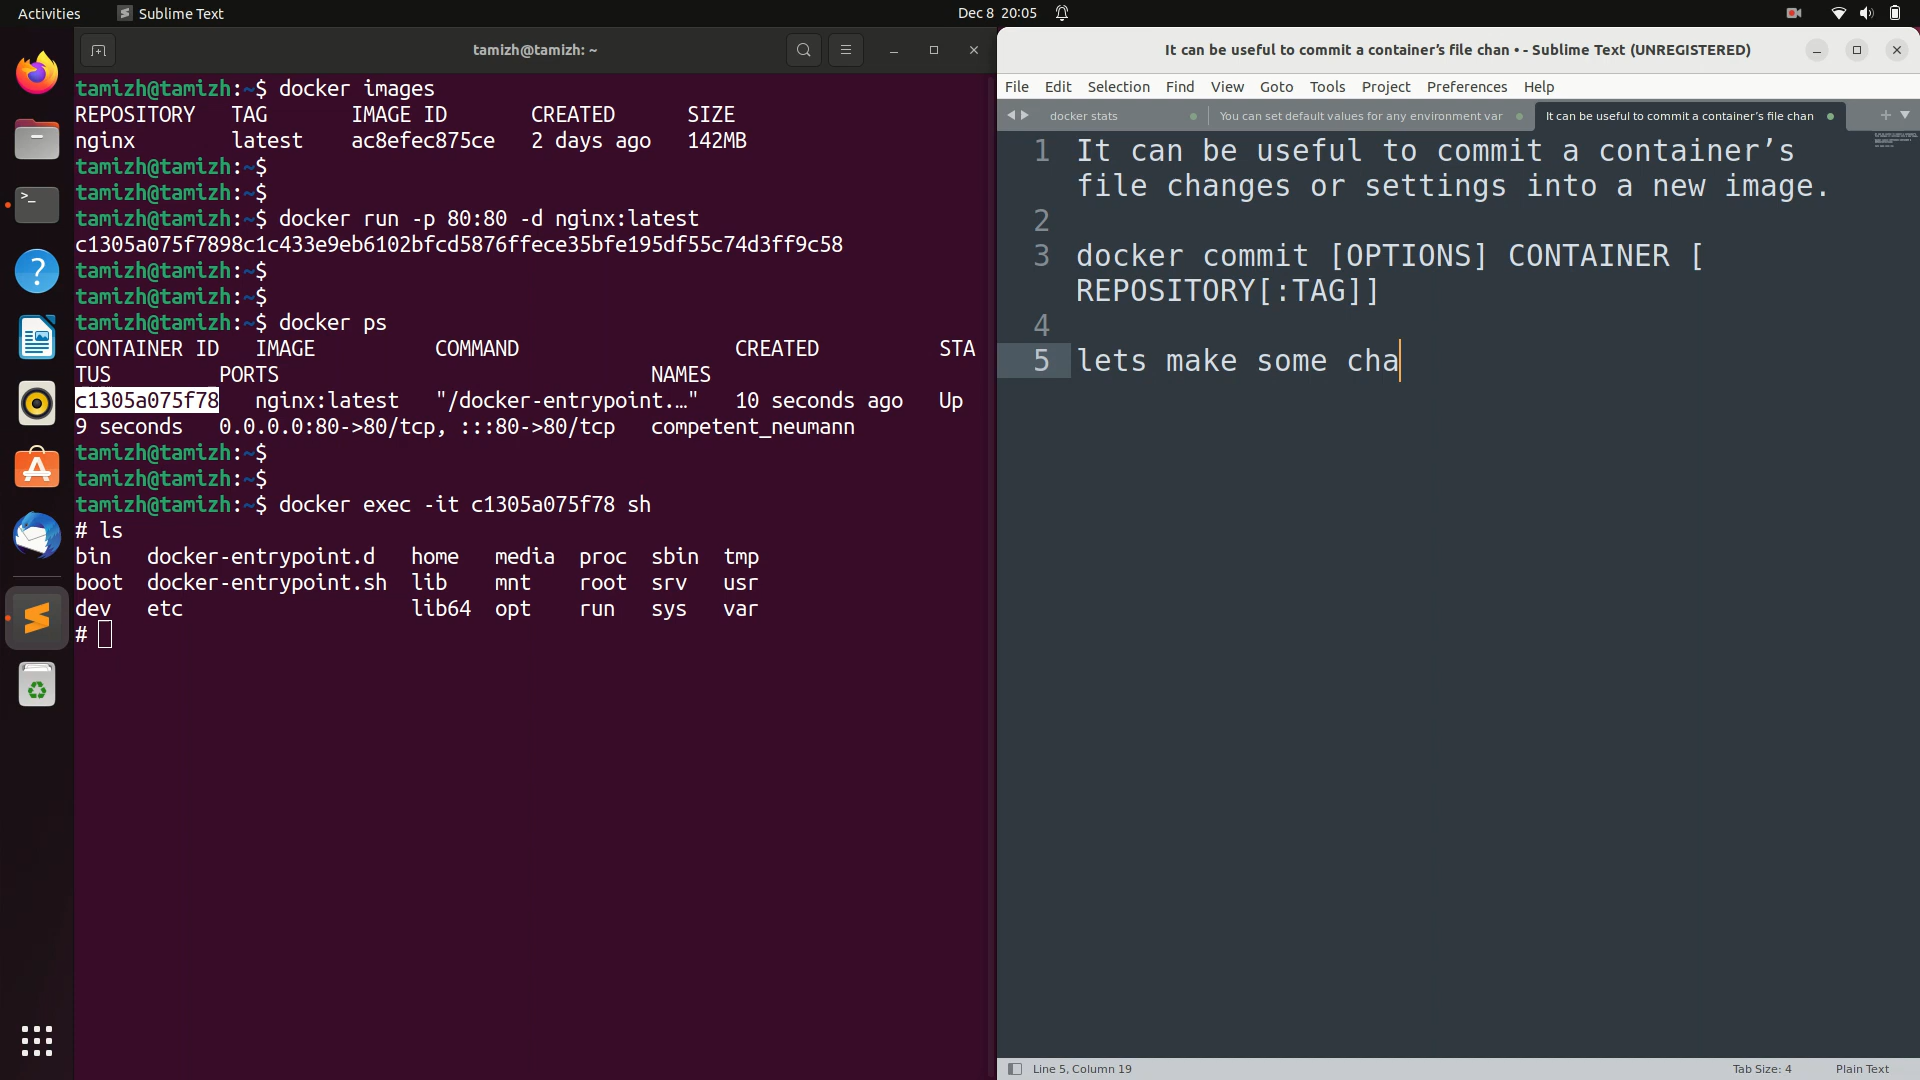 Activities
Sublime Text
Dec 8 20:05
tamizh@tamizh: ~
tamizh@tamizh:~$ docker images
REPOSITORY TAG IMAGE ID CREATED SIZE
nginx latest ac8efec875ce 2 days ago 142MB
tamizh@tamizh:~$
tamizh@tamizh:~$
tamizh@tamizh:~$ docker run -p 80:80 -d nginx:latest
c1305a075f7898c1c433e9eb6102bfcd5876ffece35bfe195df55c74d3ff9c58
tamizh@tamizh:~$
tamizh@tamizh:~$
tamizh@tamizh:~$ docker ps
CONTAINER ID IMAGE COMMAND CREATED STA
TUS PORTS NAMES
c1305a075f78 nginx:latest "/docker-entrypoint.…" 10 seconds ago Up
9 seconds 0.0.0.0:80->80/tcp, :::80->80/tcp competent_neumann
tamizh@tamizh:~$
tamizh@tamizh:~$
tamizh@tamizh:~$ docker exec -it c1305a075f78 sh
# ls
bin docker-entrypoint.d home media proc sbin tmp
boot docker-entrypoint.sh lib mnt root srv usr
dev etc lib64 opt run sys var
#
It can be useful to commit a container's file chan • - Sublime Text (UNREGISTERED)
File Edit Selection Find View Goto Tools Project Preferences Help
docker stats
You can set default values for any environment var
It can be useful to commit a container's file chan
1 It can be useful to commit a container’s
file changes or settings into a new image.
2
3 docker commit [OPTIONS] CONTAINER [
REPOSITORY[:TAG]]
4
5 lets make some cha
Line 5, Column 19
Tab Size: 4
Plain Text